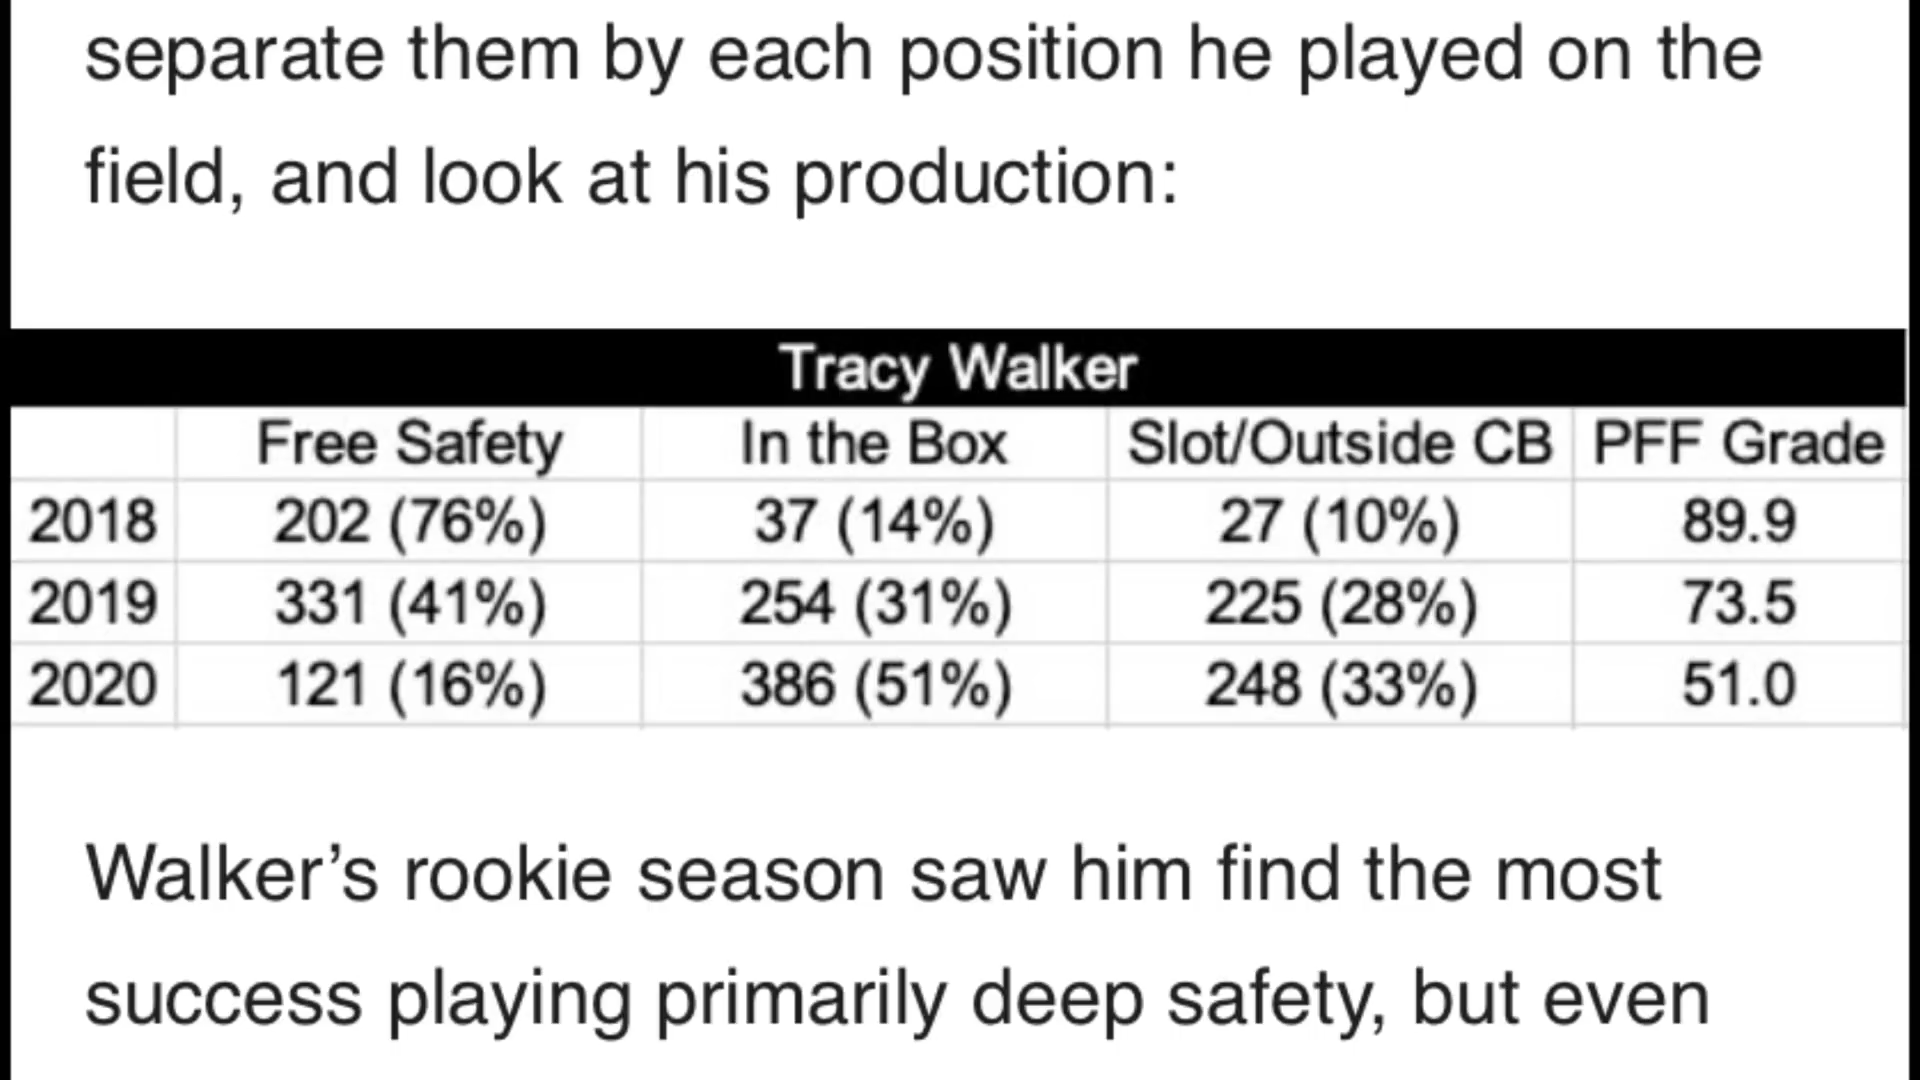 separate them by each position he played on the
field, and look at his production:
Tracy Walker
Free Safety In the Box Slot/Outside CB PFF Grade
2018 202 (76%) 37 (14%) 27 (10%) 89.9
2019 331 (41%) 254 (31%) 225 (28%) 73.5
2020 121 (16%) 386 (51%) 248 (33%) 51.0
Walker’s rookie season saw him find the most
success playing primarily deep safety, but even